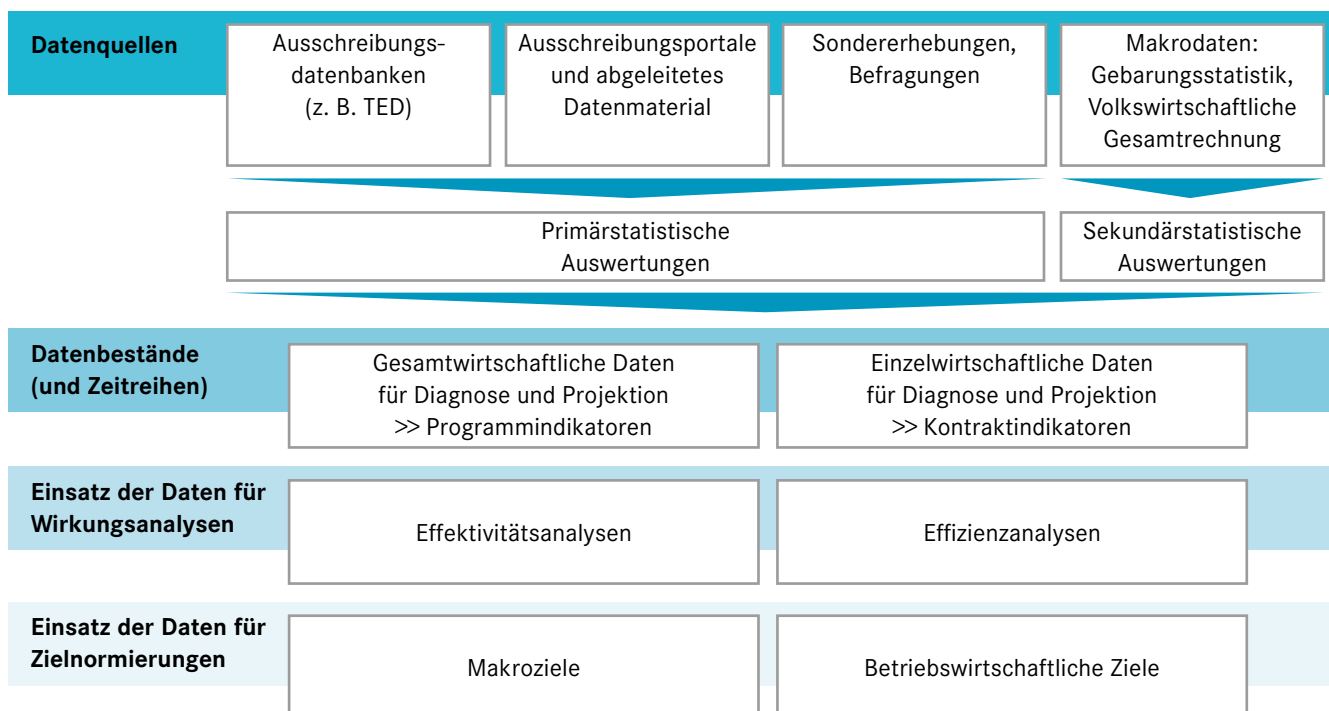 Datenquellen
Ausschreibungs-
datenbanken
(z. B. TED)
Ausschreibungsportale
und abgeleitetes
Datenmaterial
Sondererhebungen,
Befragungen
Makrodaten:
Gebarungsstatistik,
Volkswirtschaftliche
Gesamtrechnung
Primärstatistische
Auswertungen
Sekundärstatistische
Auswertungen
Datenbestände
(und Zeitreihen)
Gesamtwirtschaftliche Daten
für Diagnose und Projektion
>> Programmindikatoren
Einzelwirtschaftliche Daten
für Diagnose und Projektion
>> Kontraktindikatoren
Einsatz der Daten für
Wirkungsanalysen
Effektivitätsanalysen
Effizienzanalysen
Einsatz der Daten für
Zielnormierungen
Makroziele
Betriebswirtschaftliche Ziele